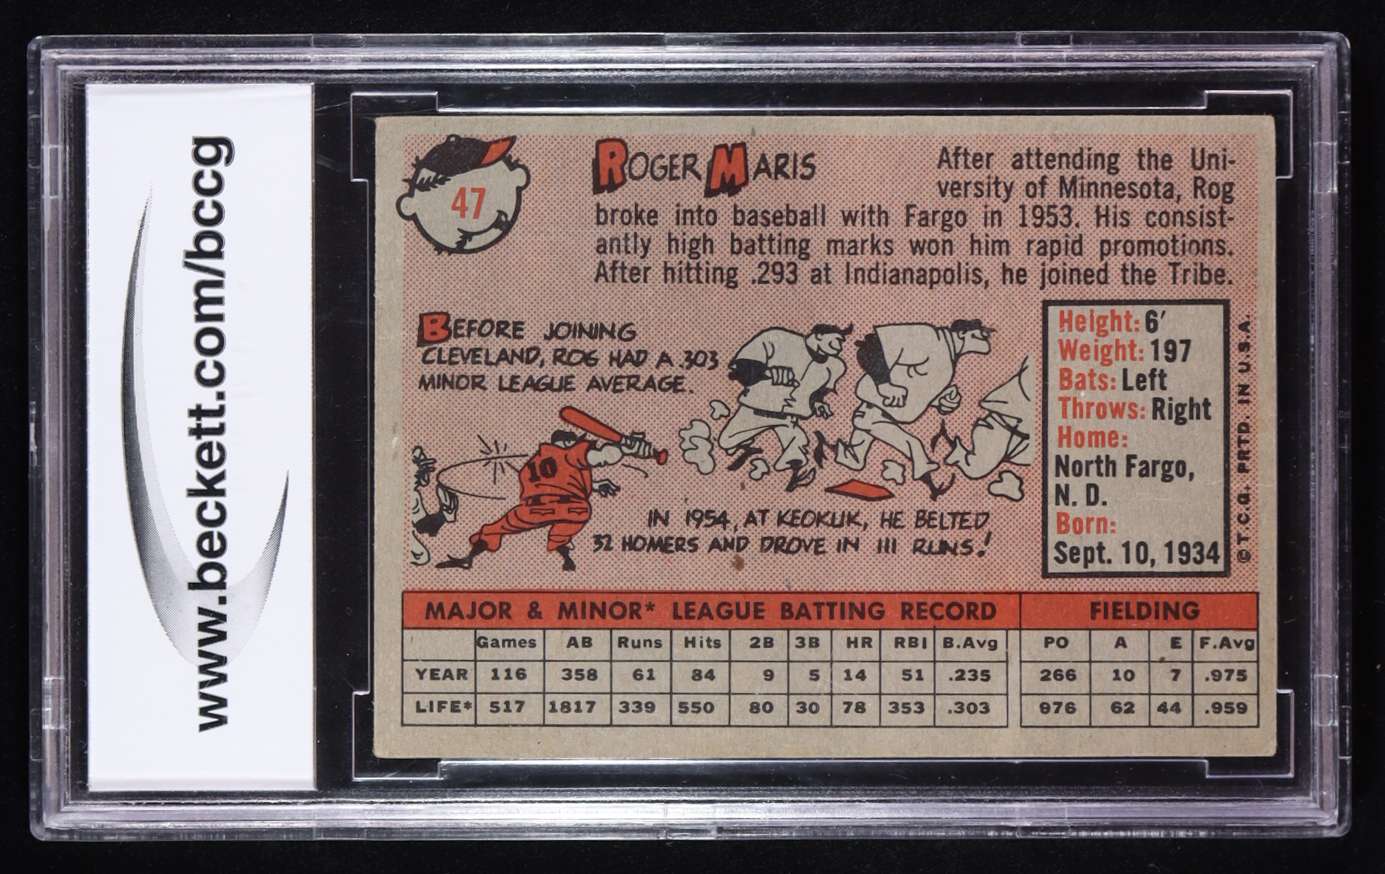 www.beckett.com/bccg
47
ROGER MARIS
After attending the Uni-
versity of Minnesota, Rog
broke into baseball with Fargo in 1953. His consist-
antly high batting marks won him rapid promotions.
After hitting .293 at Indianapolis, he joined the Tribe.
BEFORE JOINING
CLEVELAND, ROG HAD A .303
MINOR LEAGUE AVERAGE.
10
IN 1954, AT KEOKUK, HE BELTED
32 HOMERS AND DROVE IN 111 RUNS!
Height: 6′
Weight: 197
Bats: Left
Throws: Right
Home:
North Fargo,
N. D.
Born:
Sept. 10, 1934
© T.C.G. PRTD. IN U.S.A.
MAJOR & MINOR* LEAGUE BATTING RECORD FIELDING
Games AB Runs Hits 2B 3B HR RBI B.Avg PO A E F.Avg
YEAR 116 358 61 84 9 5 14 51 .235 266 10 7 .975
LIFE* 517 1817 339 550 80 30 78 353 .303 976 62 44 .959